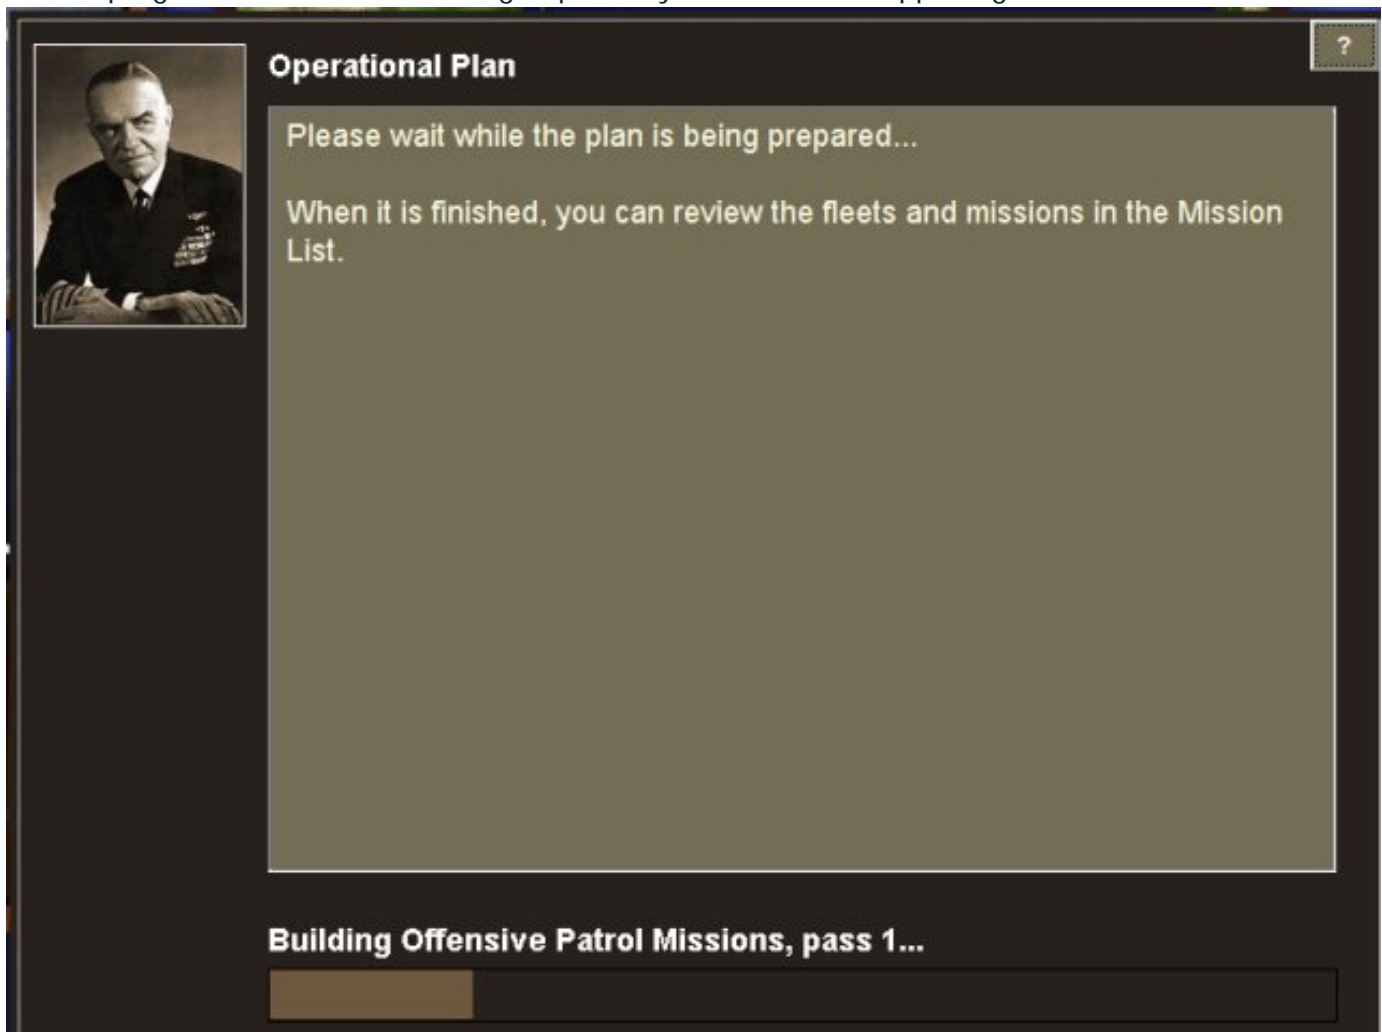 Operational Plan
?
Please wait while the plan is being prepared...
When it is finished, you can review the fleets and missions in the Mission
List.
Building Offensive Patrol Missions, pass 1...